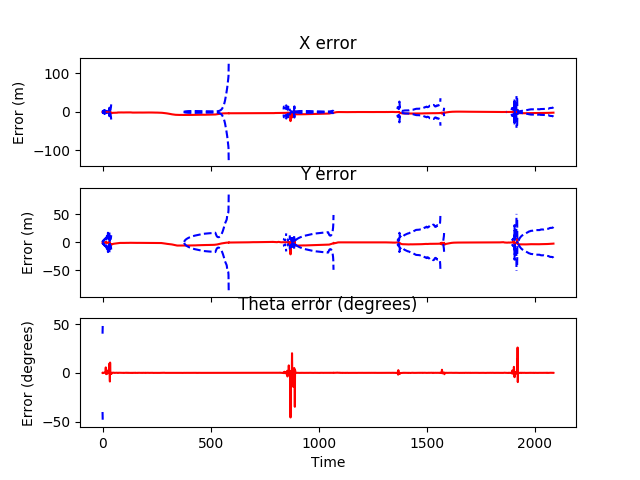 X error
100
0
−100
Error (m)
Y error
50
0
−50
Error (m)
Theta error (degrees)
50
0
−50
Error (degrees)
0
500
1000
1500
2000
Time